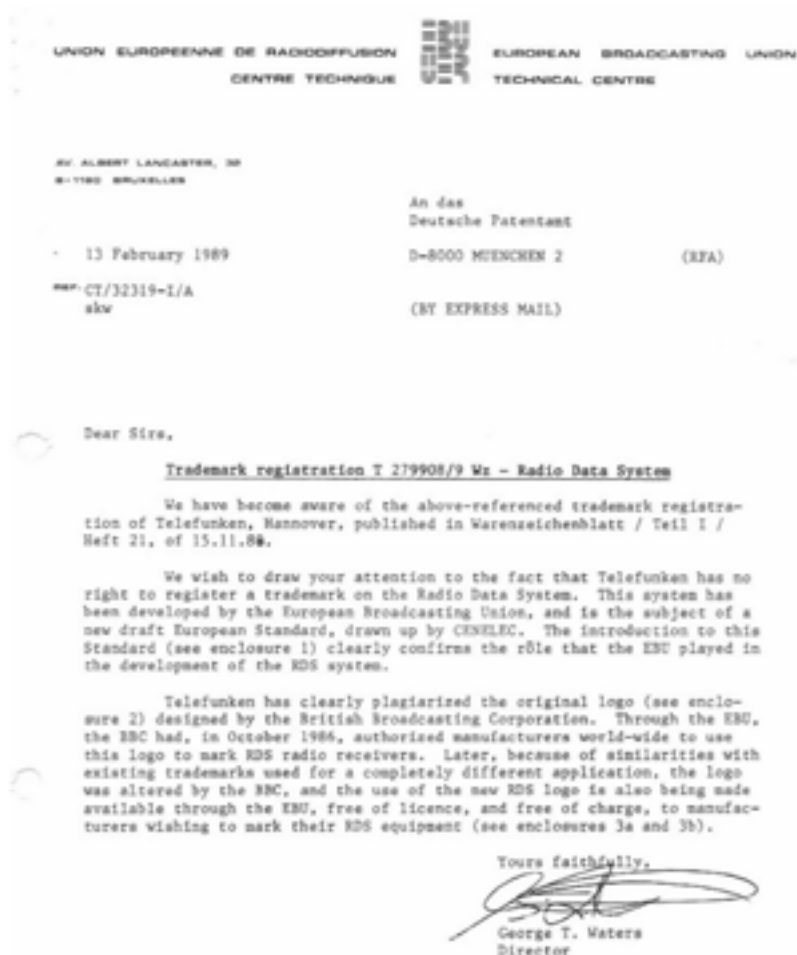 UNION EUROPEENNE DE RADIODIFFUSION
CENTRE TECHNIQUE
EUROPEAN BROADCASTING UNION
TECHNICAL CENTRE
AV. ALBERT LANCASTER, 32
B-1180 BRUXELLES
An das
Deutsche Patentamt
13 February 1989
D-8000 MUENCHEN 2 (RFA)
REF. CT/32319-I/A
akw
(BY EXPRESS MAIL)
Dear Sirs,
Trademark registration T 279908/9 Wz - Radio Data System
We have become aware of the above-referenced trademark registra-
tion of Telefunken, Hannover, published in Warenzeichenblatt / Teil I /
Heft 21, of
We wish to draw your attention to the fact that Telefunken has no
right to register a trademark on the Radio Data System. This system has
been developed by the European Broadcasting Union, and is the subject of a
new draft European Standard, drawn up by CENELEC. The introduction to this
Standard (see enclosure 1) clearly confirms the rôle that the EBU played in
the development of the RDS system.
Telefunken has clearly plagiarized the original logo (see enclo-
sure 2) designed by the British Broadcasting Corporation. Through the EBU,
the BBC had, in October 1986, authorized manufacturers world-wide to use
this logo to mark RDS radio receivers. Later, because of similarities with
existing trademarks used for a completely different application, the logo
was altered by the BBC, and the use of the new RDS logo is also being made
available through the EBU, free of licence, and free of charge, to manufac-
turers wishing to mark their RDS equipment (see enclosures 3a and 3b).
Yours faithfully,
George T. Waters
Director